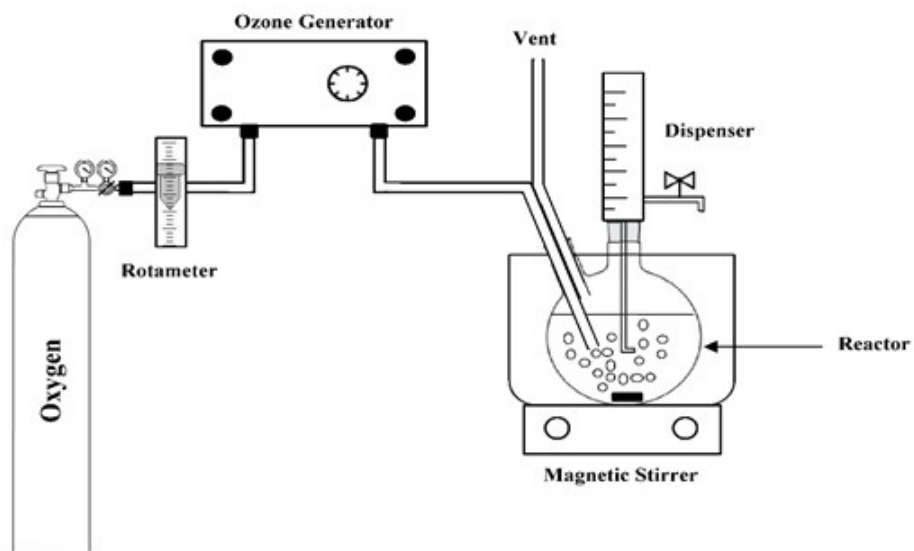 Ozone Generator
Vent
Dispenser
Rotameter
Oxygen
Reactor
Magnetic Stirrer